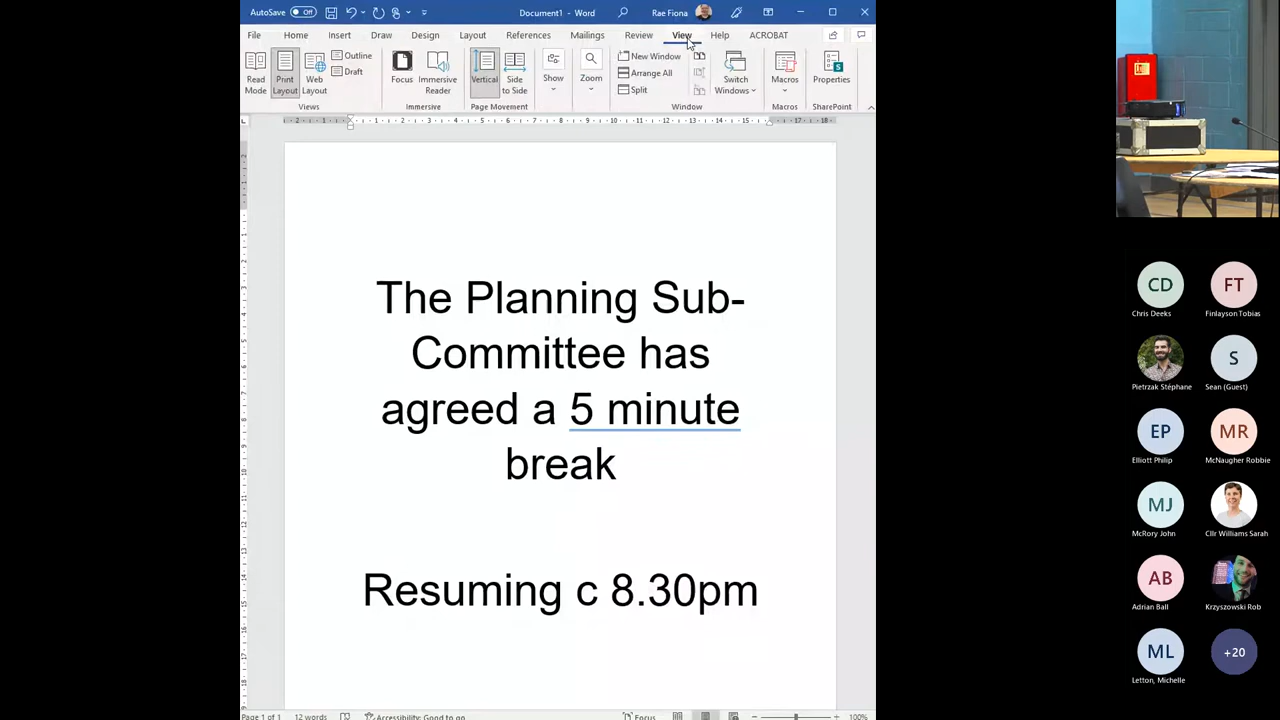 AutoSave Off Document1 - Word Rae Fiona
File Home Insert Draw Design Layout References Mailings Review View Help ACROBAT
Read Mode
Print Layout
Web Layout
Outline
Draft
Views
Focus
Immersive Reader
Immersive
Vertical
Side to Side
Page Movement
Show
Zoom
New Window
Arrange All
Split
Switch Windows
Window
Macros
Macros
Properties
SharePoint
The Planning Sub-
Committee has
agreed a 5 minute
break
Resuming c 8.30pm
Page 1 of 1 12 words Accessibility: Good to go Focus 100%
CD
Chris Deeks
FT
Finlayson Tobias
Pietrzak Stéphane
S
Sean (Guest)
EP
Elliott Philip
MR
McNaugher Robbie
MJ
McRory John
Cllr Williams Sarah
AB
Adrian Ball
Krzyszowski Rob
ML
Letton, Michelle
+20